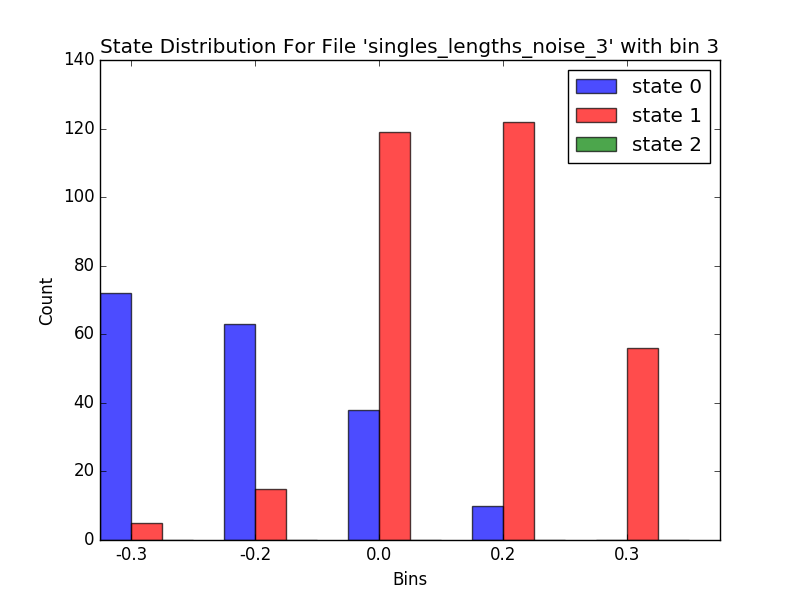 State Distribution For File 'singles_lengths_noise_3' with bin 3
140
120
100
80
60
40
20
0
Count
state 0
state 1
state 2
-0.3 -0.2 0.0 0.2 0.3
Bins